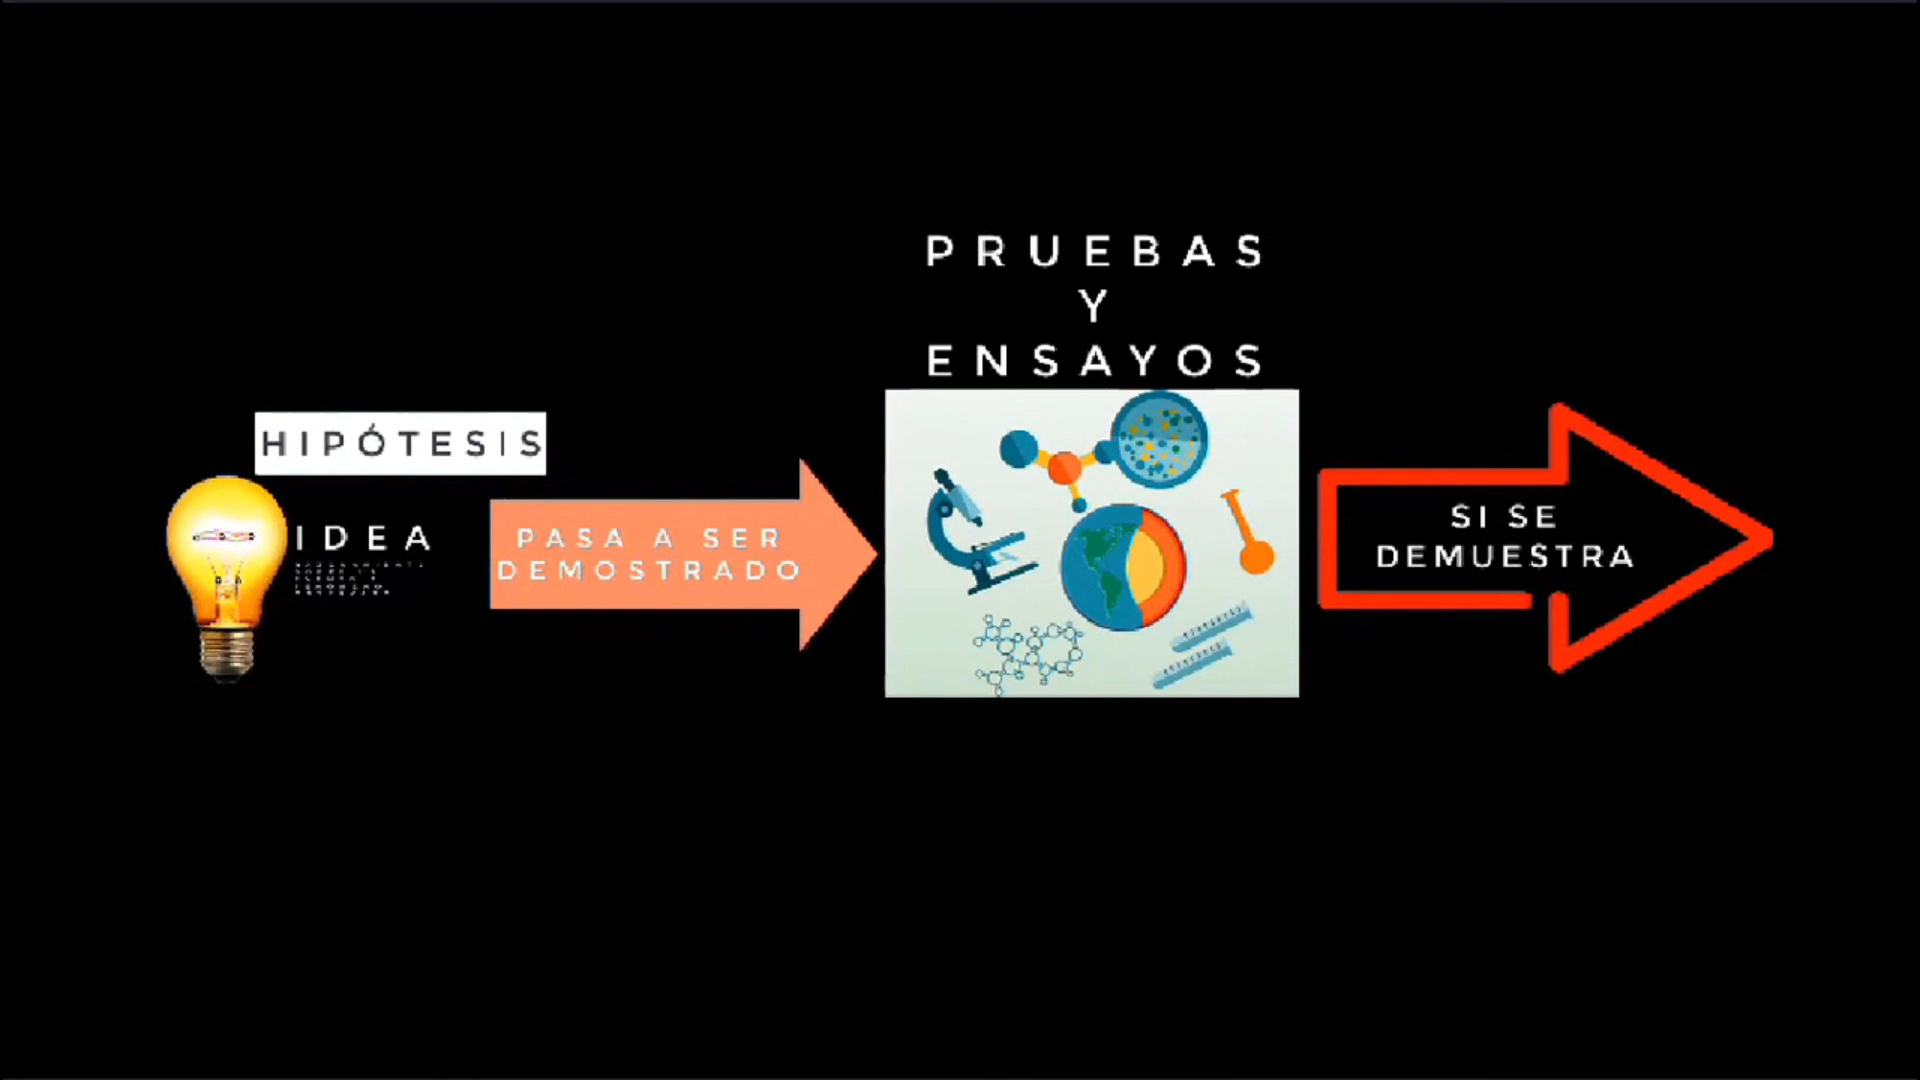 HIPÓTESIS
IDEA
PASA A SER
DEMOSTRADO
PRUEBAS
Y
ENSAYOS
SI SE
DEMUESTRA